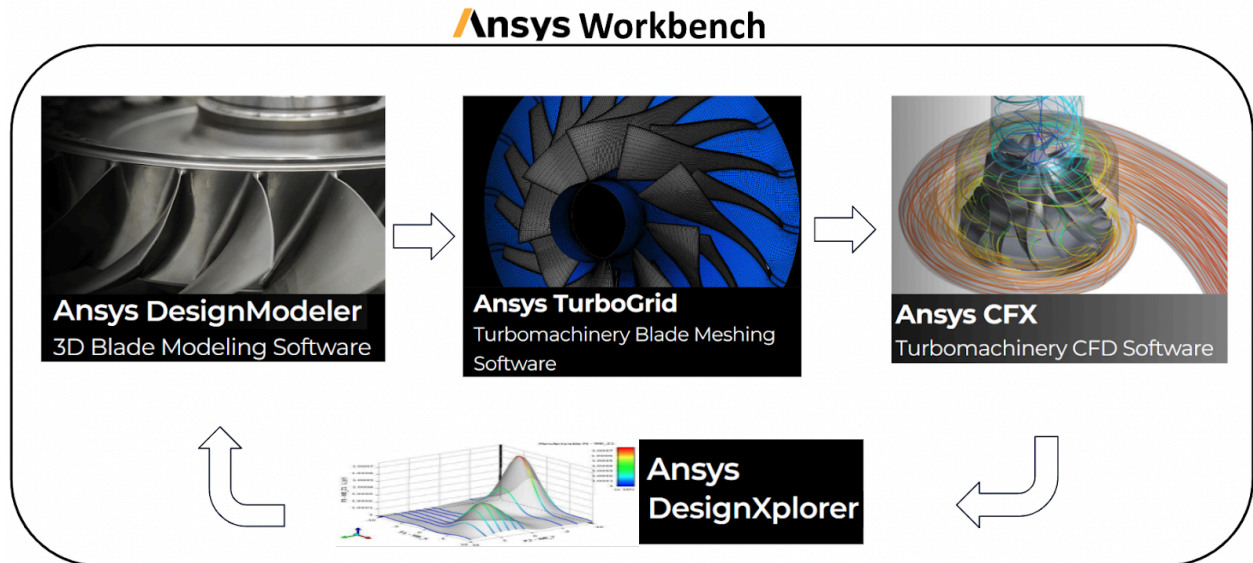 Ansys Workbench
Ansys DesignModeler
3D Blade Modeling Software
Ansys TurboGrid
Turbomachinery Blade Meshing
Software
Ansys CFX
Turbomachinery CFD Software
Ansys
DesignXplorer